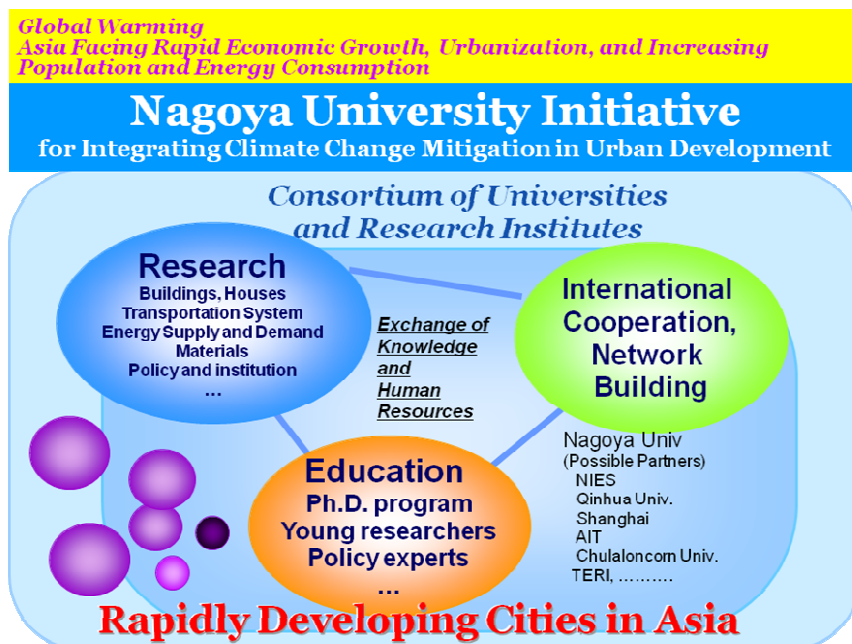 Global Warming
Asia Facing Rapid Economic Growth, Urbanization, and Increasing
Population and Energy Consumption
Nagoya University Initiative
for Integrating Climate Change Mitigation in Urban Development
Consortium of Universities
and Research Institutes
Research
Buildings, Houses
Transportation System
Energy Supply and Demand
Materials
Policy and institution
...
International
Cooperation,
Network
Building
Exchange of
Knowledge
and
Human
Resources
Education
Ph.D. program
Young researchers
Policy experts
...
Nagoya Univ
(Possible Partners)
NIES
Qinhua Univ.
Shanghai
AIT
Chulaloncorn Univ.
TERI, ..........
Rapidly Developing Cities in Asia